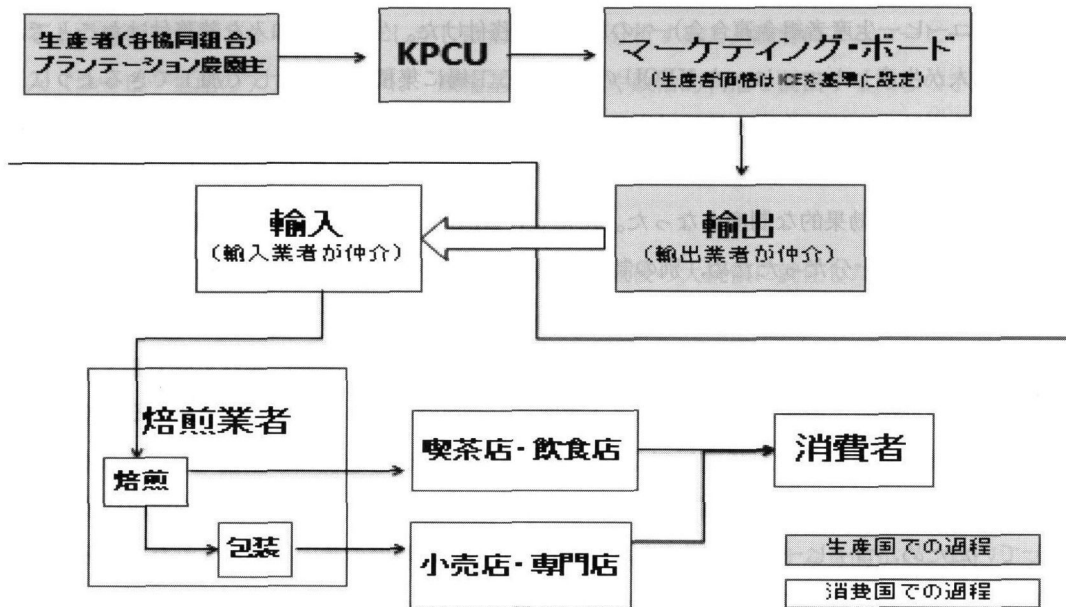 生産者(各協同組合)
プランテーション農園主
KPCU
マーケティング・ボード
(生産者価格はICEを基準に設定)
輸入
(輸入業者が仲介)
輸出
(輸出業者が仲介)
焙煎業者
焙煎
包装
喫茶店・飲食店
小売店・専門店
消費者
生産国での過程
消費国での過程